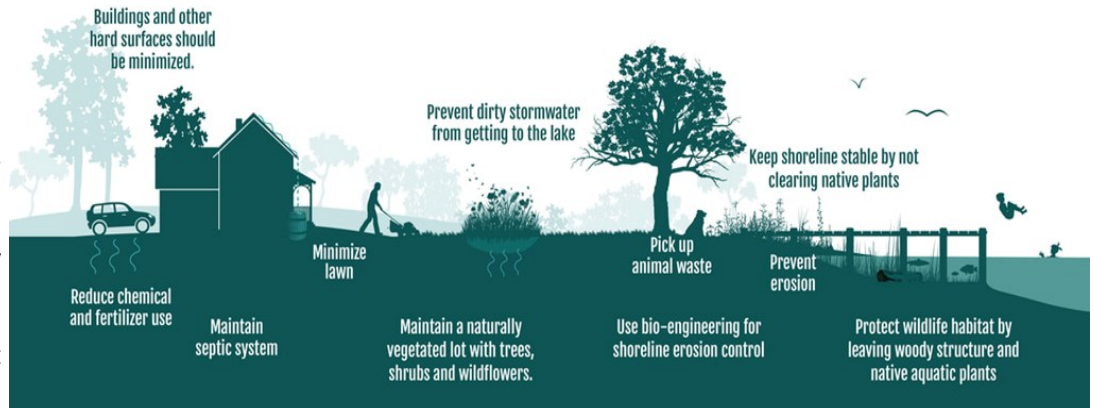 Buildings and other
hard surfaces should
be minimized.
Prevent dirty stormwater
from getting to the lake
Keep shoreline stable by not
clearing native plants
Minimize
lawn
Pick up
animal waste
Prevent
erosion
Reduce chemical
and fertilizer use
Maintain
septic system
Maintain a naturally
vegetated lot with trees,
shrubs and wildflowers.
Use bio-engineering for
shoreline erosion control
Protect wildlife habitat by
leaving woody structure and
native aquatic plants